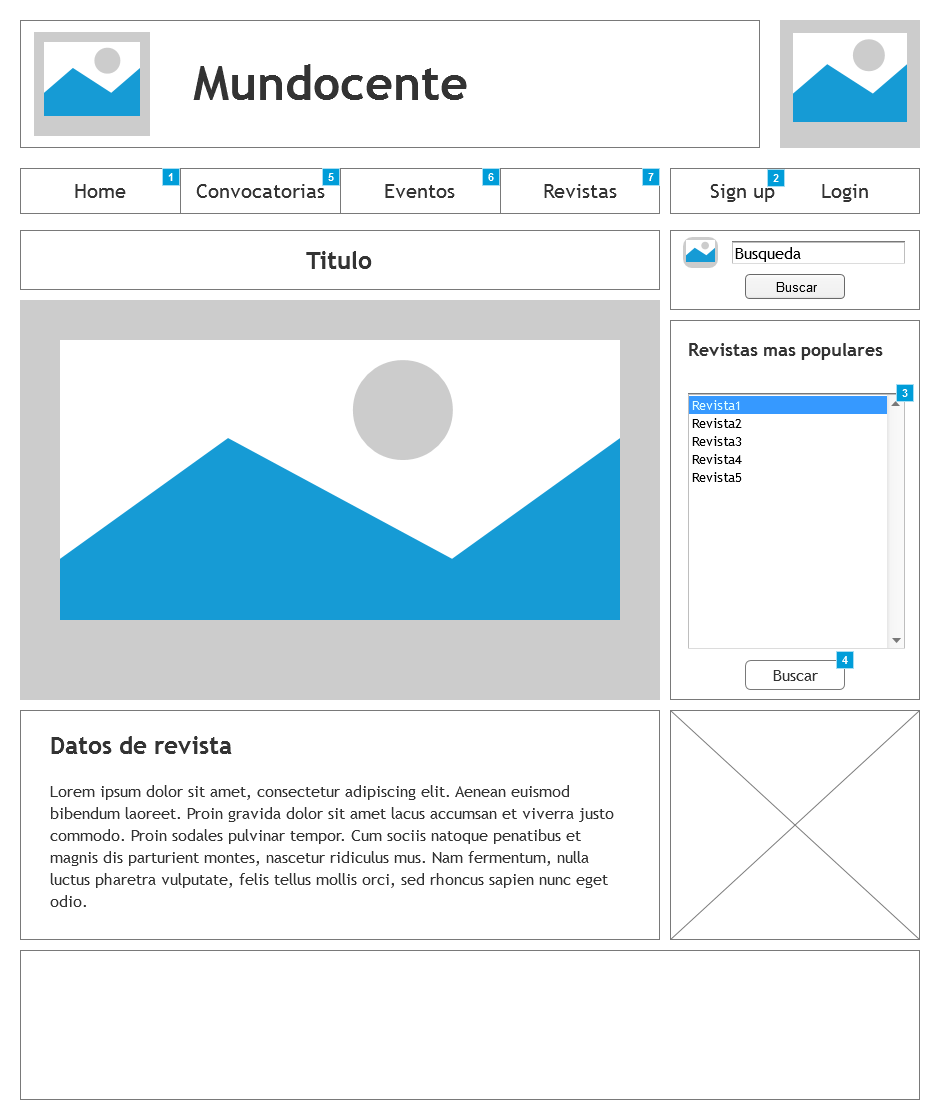 Mundocente
Home 1 Convocatorias 5 Eventos 6 Revistas 7 Sign up 2 Login
Titulo
Busqueda
Buscar
Revistas mas populares
3
Revista1
Revista2
Revista3
Revista4
Revista5
4
Buscar
Datos de revista
Lorem ipsum dolor sit amet, consectetur adipiscing elit. Aenean euismod
bibendum laoreet. Proin gravida dolor sit amet lacus accumsan et viverra justo
commodo. Proin sodales pulvinar tempor. Cum sociis natoque penatibus et
magnis dis parturient montes, nascetur ridiculus mus. Nam fermentum, nulla
luctus pharetra vulputate, felis tellus mollis orci, sed rhoncus sapien nunc eget
odio.